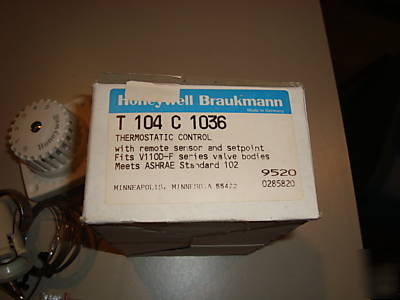 Honeywell Braukmann
Made in Germany
T 104 C 1036
THERMOSTATIC CONTROL
with remote sensor and setpoint
Fits V110D-F series valve bodies
Meets ASHRAE Standard 102
9520
MINNEAPOLIS, MINNESOTA 55422
0285820